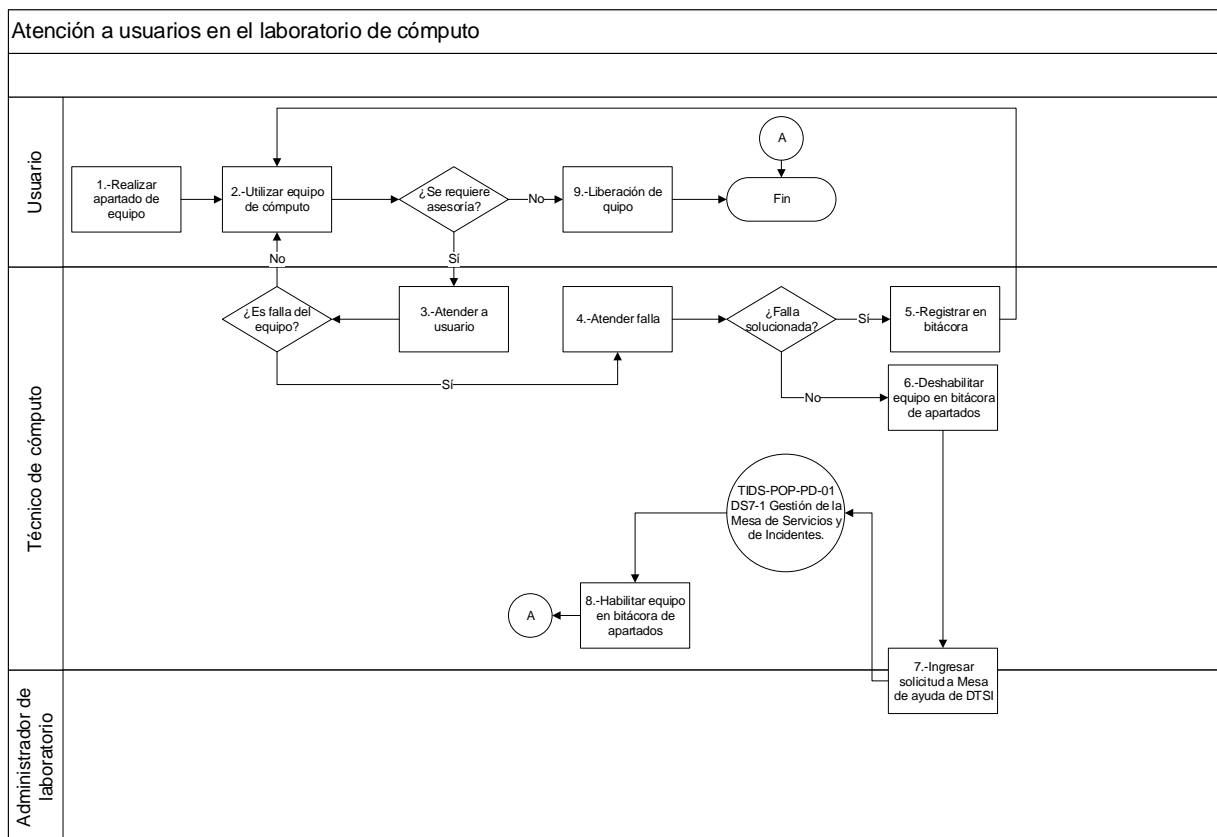 Atención a usuarios en el laboratorio de cómputo
Usuario
A
1.-Realizar
apartado de
equipo
2.-Utilizar equipo
de cómputo
¿Se requiere
asesoría?
No
9.-Liberación de
quipo
Fin
No
Sí
Técnico de cómputo
¿Es falla del
equipo?
3.-Atender a
usuario
4.-Atender falla
¿Falla
solucionada?
Sí
5.-Registrar en
bitácora
Sí
No
6.-Deshabilitar
equipo en bitácora
de apartados
TIDS-POP-PD-01
DS7-1 Gestión de la
Mesa de Servicios y
de Incidentes.
8.-Habilitar equipo
en bitácora de
apartados
A
7.-Ingresar
solicitud a Mesa
de ayuda de DTSI
Administrador de
laboratorio